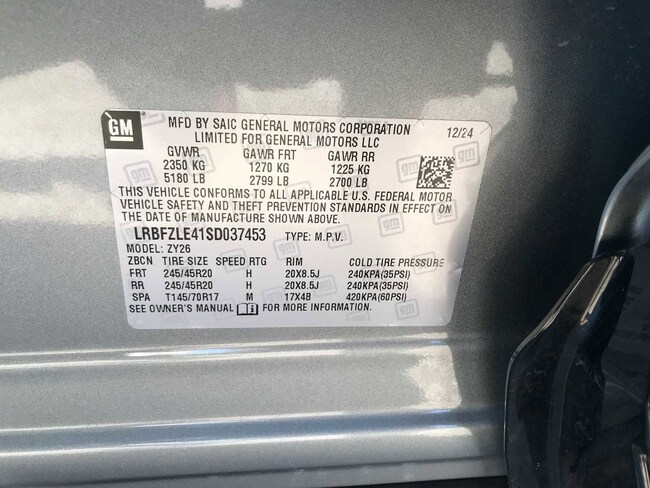 GM
MFD BY SAIC GENERAL MOTORS CORPORATION 12/24
LIMITED FOR GENERAL MOTORS LLC
GVWR GAWR FRT GAWR RR
2350 KG 1270 KG 1225 KG
5180 LB 2799 LB 2700 LB
THIS VEHICLE CONFORMS TO ALL APPLICABLE U.S. FEDERAL MOTOR
VEHICLE SAFETY AND THEFT PREVENTION STANDARDS IN EFFECT ON
THE DATE OF MANUFACTURE SHOWN ABOVE.
LRBFZLE41SD037453 TYPE: M.P.V.
MODEL: ZY26
ZBCN TIRE SIZE SPEED RTG RIM COLD TIRE PRESSURE
FRT 245/45R20 H 20X8.5J 240KPA(35PSI)
RR 245/45R20 H 20X8.5J 240KPA(35PSI)
SPA T145/70R17 M 17X4B 420KPA(60PSI)
SEE OWNER'S MANUAL FOR MORE INFORMATION.